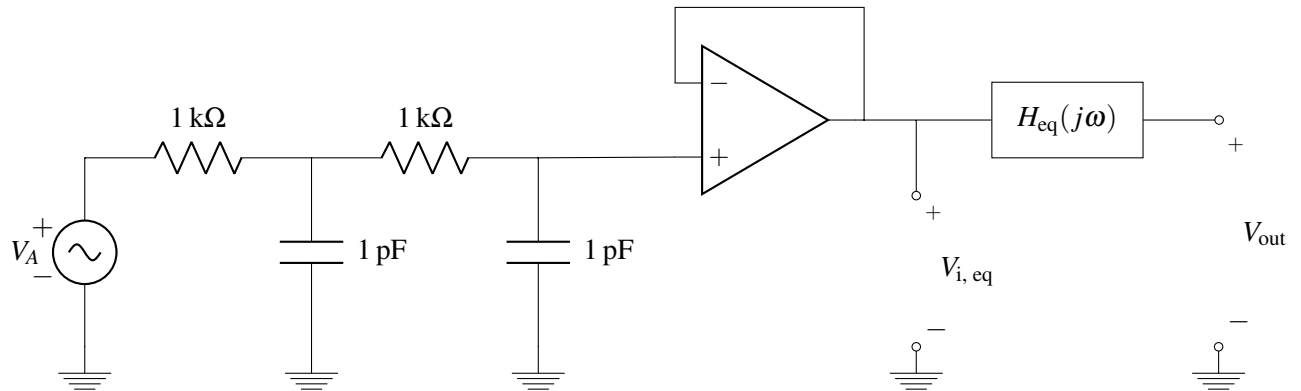 1 kΩ
1 kΩ
V_A
+
−
1 pF
1 pF
−
+
H_eq(jω)
+
V_i, eq
−
+
V_out
−